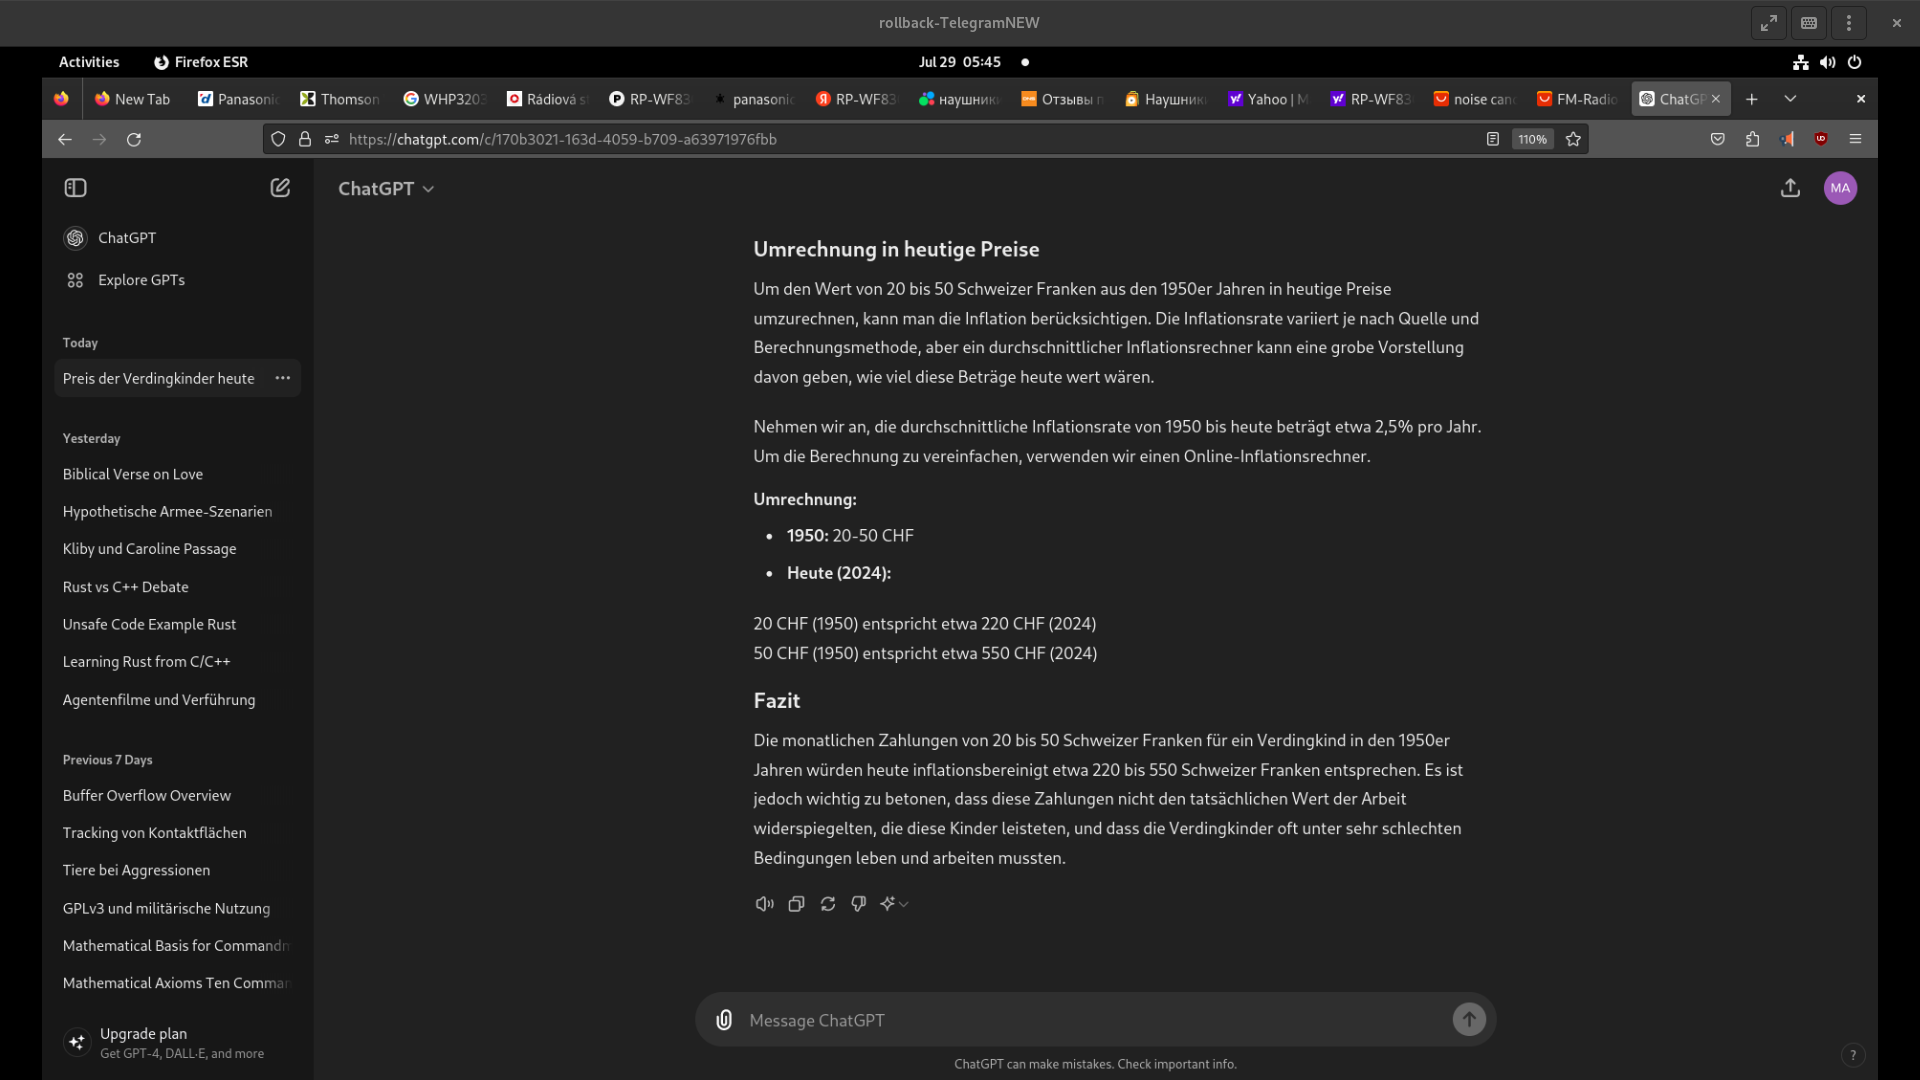 rollback-TelegramNEW
Activities
Firefox ESR
Jul 29 05:45
New Tab
Panasonic
Thomson
WHP3203
Rádiová s
RP-WF83
panasonic
RP-WF83
наушники
Отзывы
Наушники
Yahoo | M
RP-WF83
noise canc
FM-Radio
ChatGP
https://chatgpt.com/c/170b3021-163d-4059-b709-a63971976fbb
110%
ChatGPT
Explore GPTs
Today
Preis der Verdingkinder heute
Yesterday
Biblical Verse on Love
Hypothetische Armee-Szenarien
Kliby und Caroline Passage
Rust vs C++ Debate
Unsafe Code Example Rust
Learning Rust from C/C++
Agentenfilme und Verführung
Previous 7 Days
Buffer Overflow Overview
Tracking von Kontaktflächen
Tiere bei Aggressionen
GPLv3 und militärische Nutzung
Mathematical Basis for Commandm
Mathematical Axioms Ten Comman
Upgrade plan
Get GPT-4, DALL·E, and more
ChatGPT
MA
Umrechnung in heutige Preise
Um den Wert von 20 bis 50 Schweizer Franken aus den 1950er Jahren in heutige Preise
umzurechnen, kann man die Inflation berücksichtigen. Die Inflationsrate variiert je nach Quelle und
Berechnungsmethode, aber ein durchschnittlicher Inflationsrechner kann eine grobe Vorstellung
davon geben, wie viel diese Beträge heute wert wären.
Nehmen wir an, die durchschnittliche Inflationsrate von 1950 bis heute beträgt etwa 2,5% pro Jahr.
Um die Berechnung zu vereinfachen, verwenden wir einen Online-Inflationsrechner.
Umrechnung:
• 1950: 20-50 CHF
• Heute (2024):
20 CHF (1950) entspricht etwa 220 CHF (2024)
50 CHF (1950) entspricht etwa 550 CHF (2024)
Fazit
Die monatlichen Zahlungen von 20 bis 50 Schweizer Franken für ein Verdingkind in den 1950er
Jahren würden heute inflationsbereinigt etwa 220 bis 550 Schweizer Franken entsprechen. Es ist
jedoch wichtig zu betonen, dass diese Zahlungen nicht den tatsächlichen Wert der Arbeit
widerspiegelten, die diese Kinder leisteten, und dass die Verdingkinder oft unter sehr schlechten
Bedingungen leben und arbeiten mussten.
Message ChatGPT
ChatGPT can make mistakes. Check important info.
?